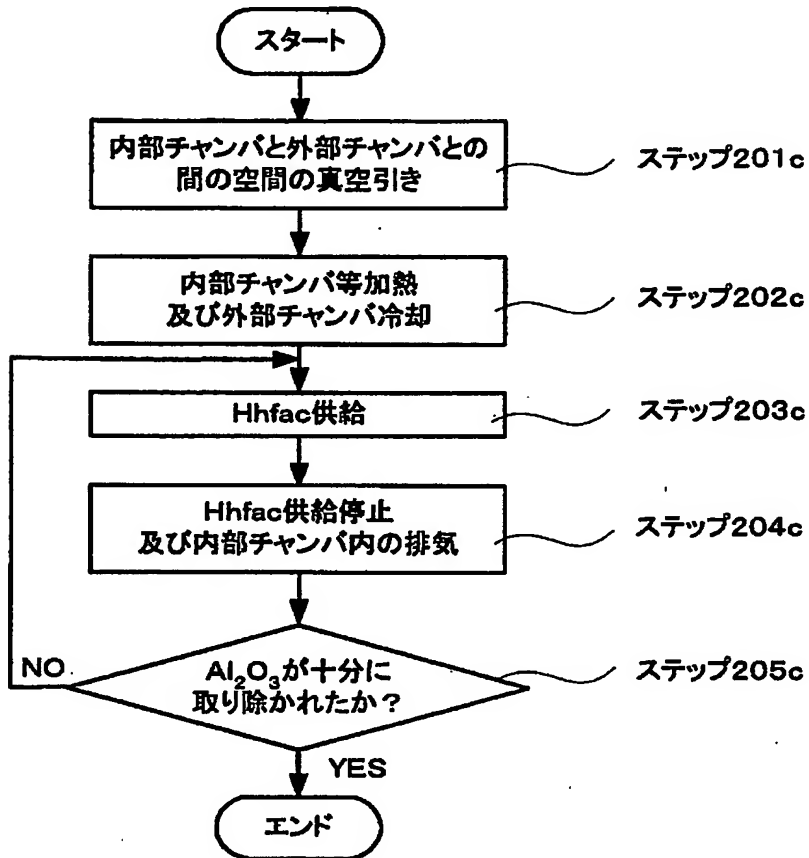 スタート
内部チャンバと外部チャンバとの
間の空間の真空引き
ステップ201c
内部チャンバ等加熱
及び外部チャンバ冷却
ステップ202c
Hhfac供給
ステップ203c
Hhfac供給停止
及び内部チャンバ内の排気
ステップ204c
NO
Al₂O₃が十分に
取り除かれたか?
ステップ205c
YES
エンド